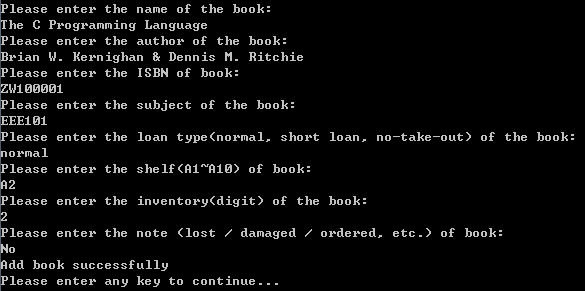 Please enter the name of the book:
The C Programming Language
Please enter the author of the book:
Brian W. Kernighan & Dennis M. Ritchie
Please enter the ISBN of book:
ZW100001
Please enter the subject of the book:
EEE101
Please enter the loan type(normal, short loan, no-take-out) of the book:
normal
Please enter the shelf(A1~A10) of book:
A2
Please enter the inventory(digit) of the book:
2
Please enter the note (lost / damaged / ordered, etc.) of book:
No
Add book successfully
Please enter any key to continue...